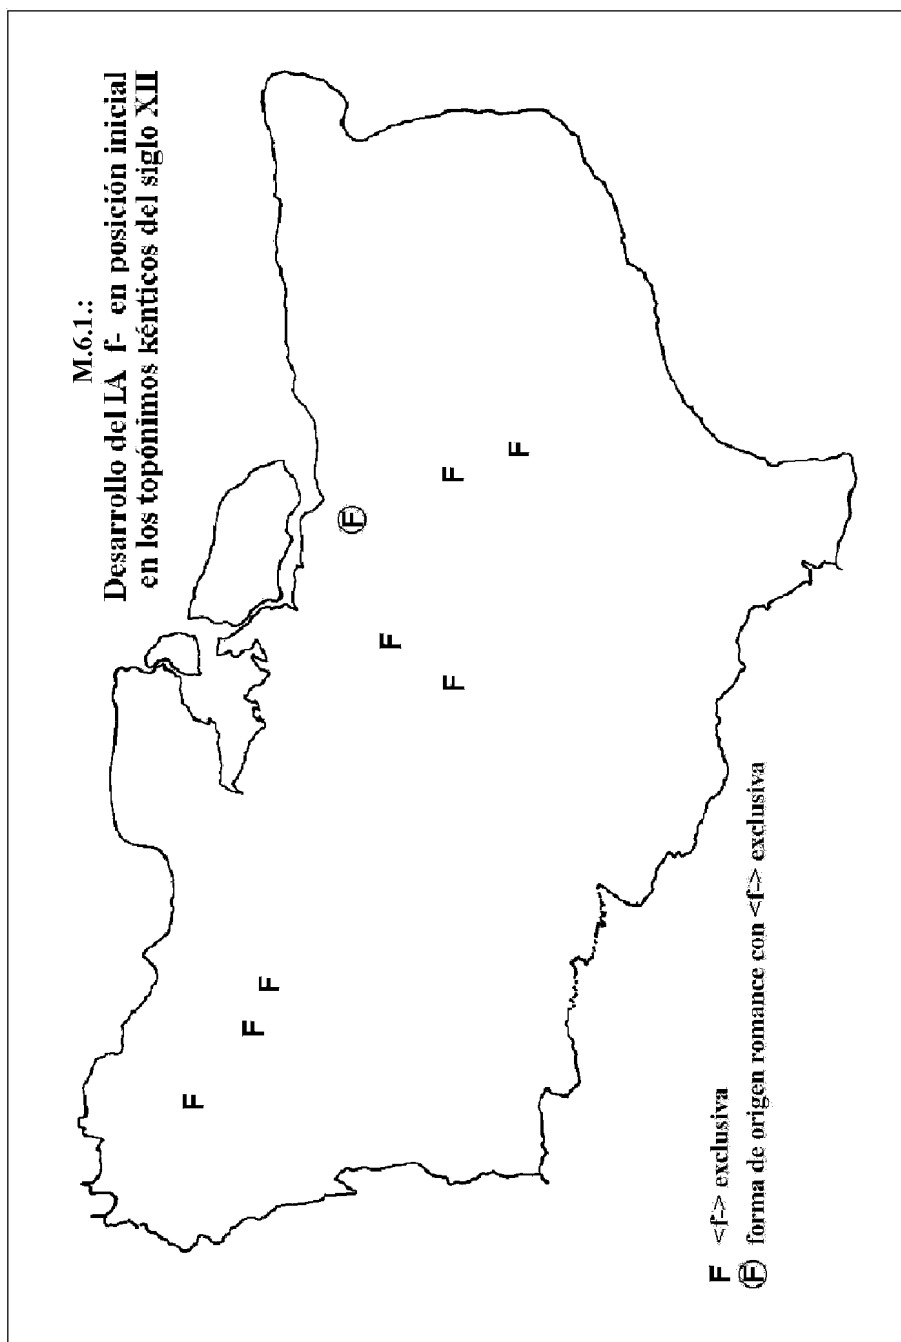 M.6.1.:
Desarrollo del IA f- en posición inicial
en los topónimos kénticos del siglo XII
F
F
F
Ⓕ
F
F
F
F
F <f-> exclusiva
Ⓕ forma de origen romance con <f-> exclusiva